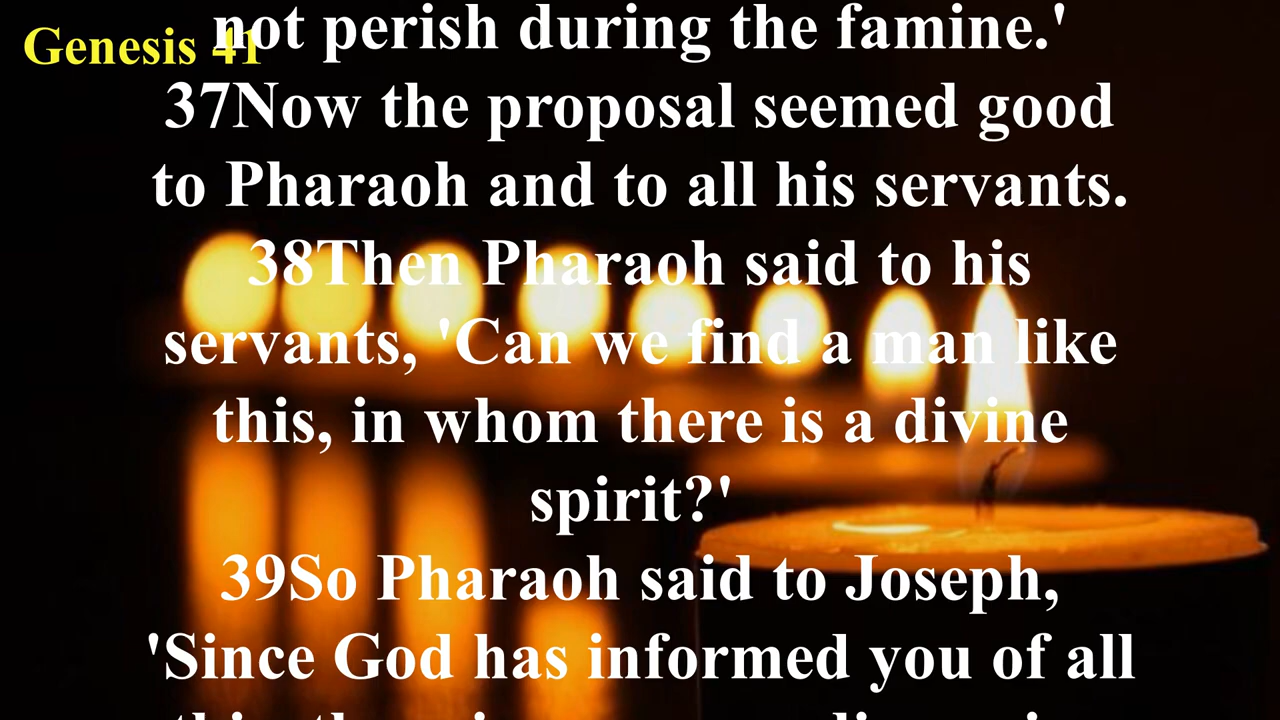 Genesis 41
not perish during the famine.'
37Now the proposal seemed good
to Pharaoh and to all his servants.
38Then Pharaoh said to his
servants, 'Can we find a man like
this, in whom there is a divine
spirit?'
39So Pharaoh said to Joseph,
'Since God has informed you of all